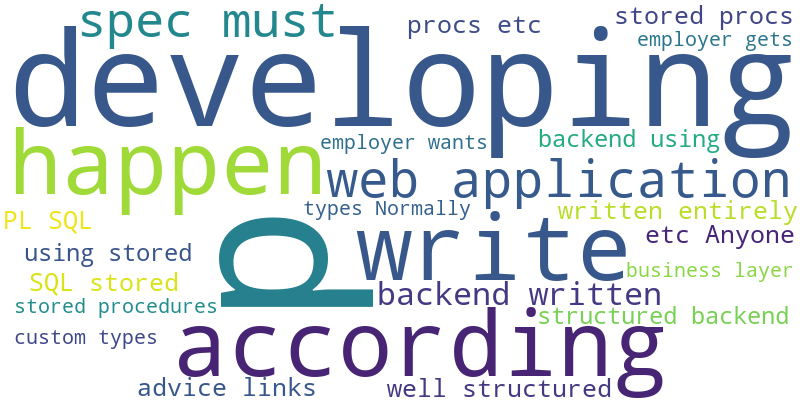 spec must
procs etc
stored procs
employer gets
developing
happen
employer wants
backend using
web application
types Normally
written entirely
PL SQL
p
write
etc Anyone
using stored
business layer
SQL stored
backend written
stored procedures
structured backend
according
custom types
advice links
well structured